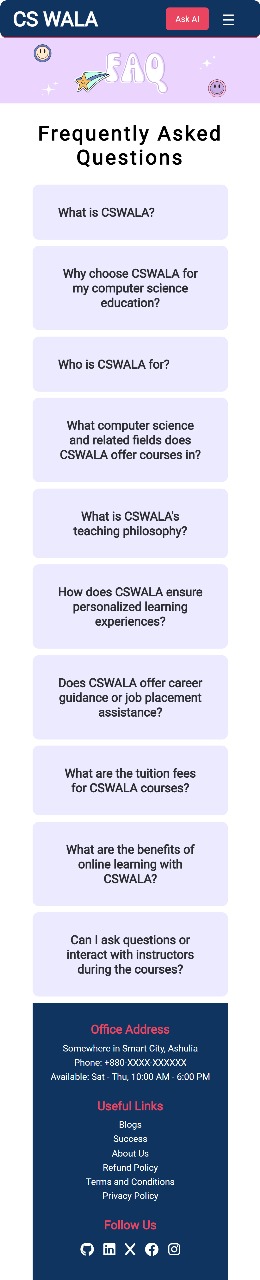 CS WALA
Ask AI
FAQ
Frequently Asked
Questions
What is CSWALA?
Why choose CSWALA for
my computer science
education?
Who is CSWALA for?
What computer science
and related fields does
CSWALA offer courses in?
What is CSWALA's
teaching philosophy?
How does CSWALA ensure
personalized learning
experiences?
Does CSWALA offer career
guidance or job placement
assistance?
What are the tuition fees
for CSWALA courses?
What are the benefits of
online learning with
CSWALA?
Can I ask questions or
interact with instructors
during the courses?
Office Address
Somewhere in Smart City, Ashulia
Phone: +880-XXXX-XXXXXX
Available: Sat - Thu, 10:00 AM - 6:00 PM
Useful Links
Blogs
Success
About Us
Refund Policy
Terms and Conditions
Privacy Policy
Follow Us